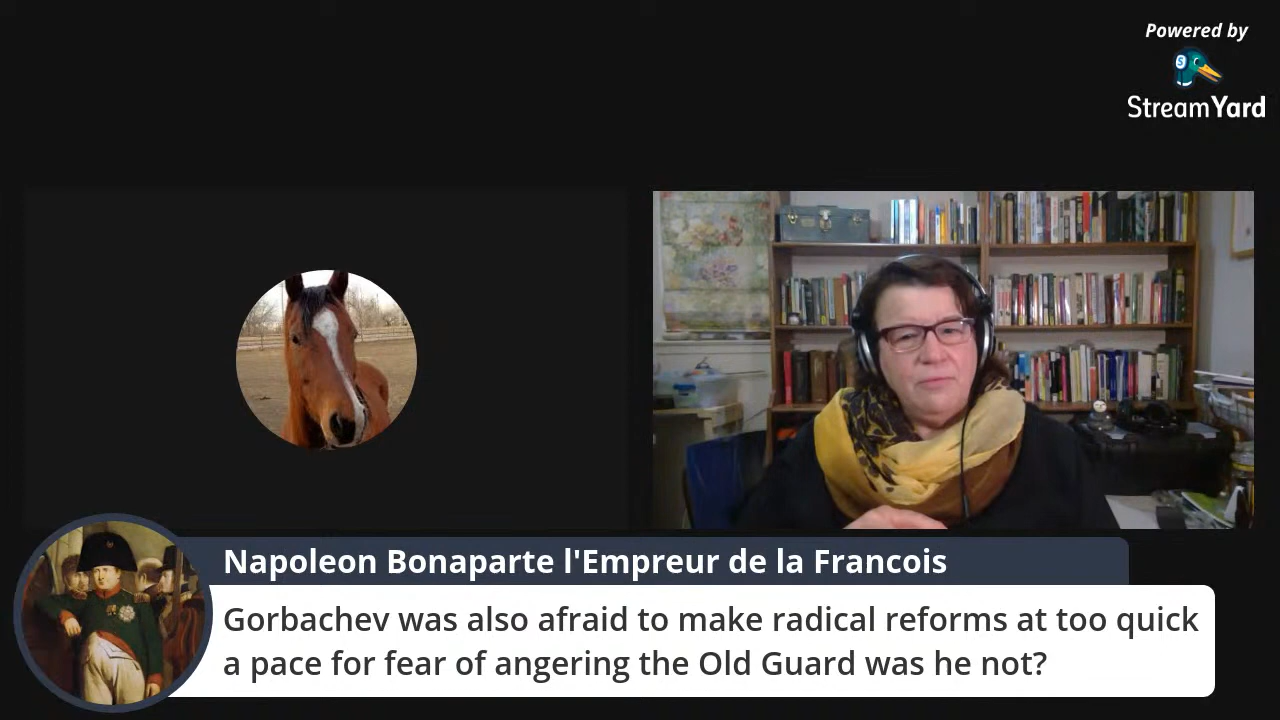 Powered by
StreamYard
Napoleon Bonaparte l'Empreur de la Francois
Gorbachev was also afraid to make radical reforms at too quick
a pace for fear of angering the Old Guard was he not?